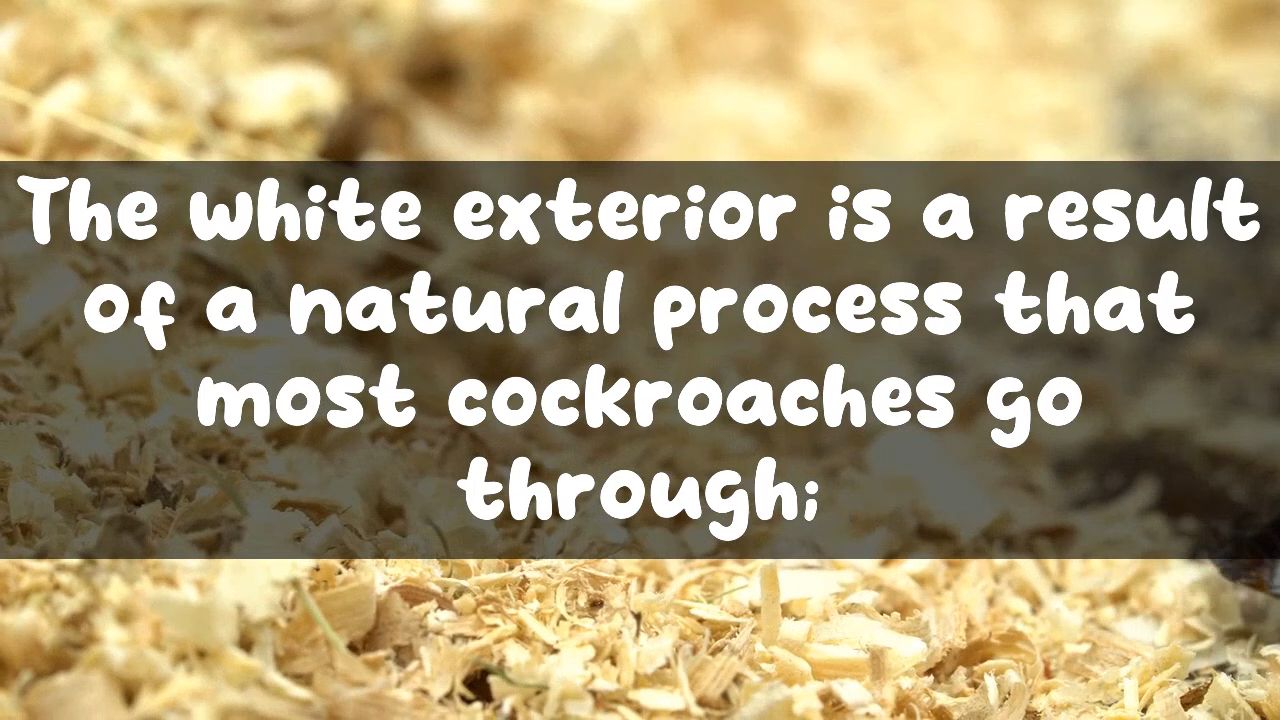 The white exterior is a result
of a natural process that
most cockroaches go
through;